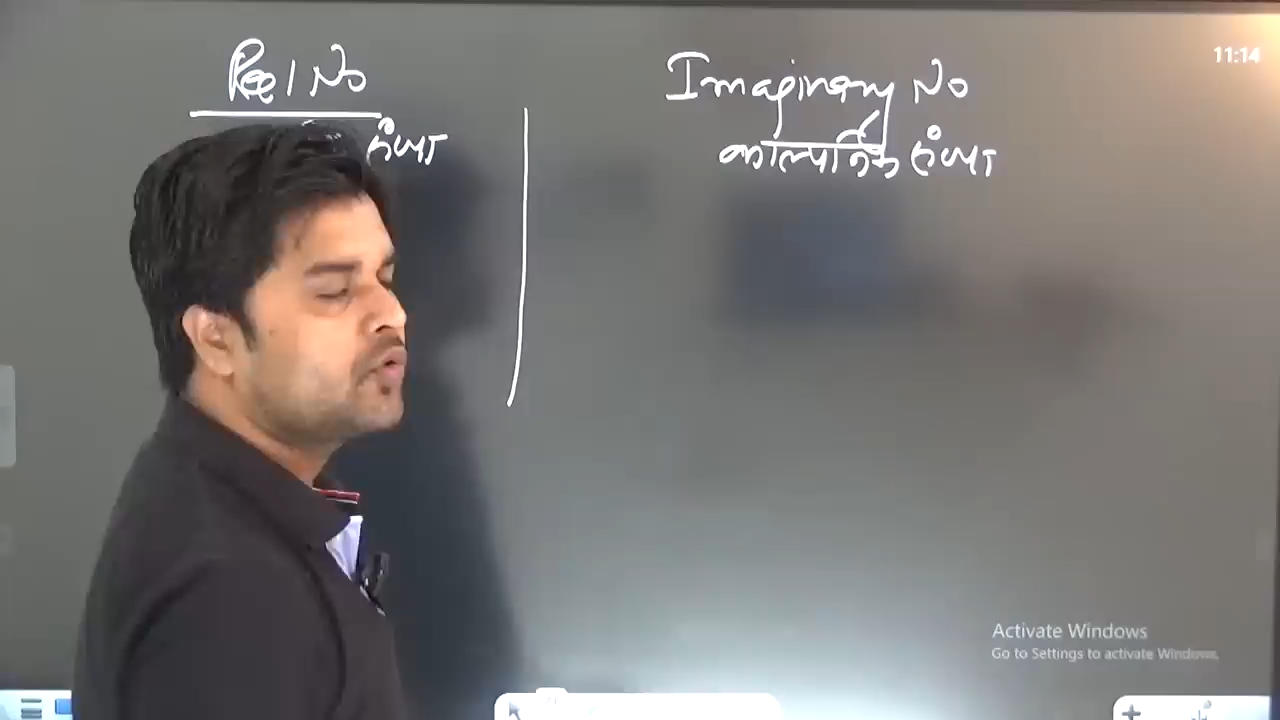 Real No
संख्या
Imaginary No
काल्पनिक संख्या
11:14
Activate Windows
Go to Settings to activate Windows.